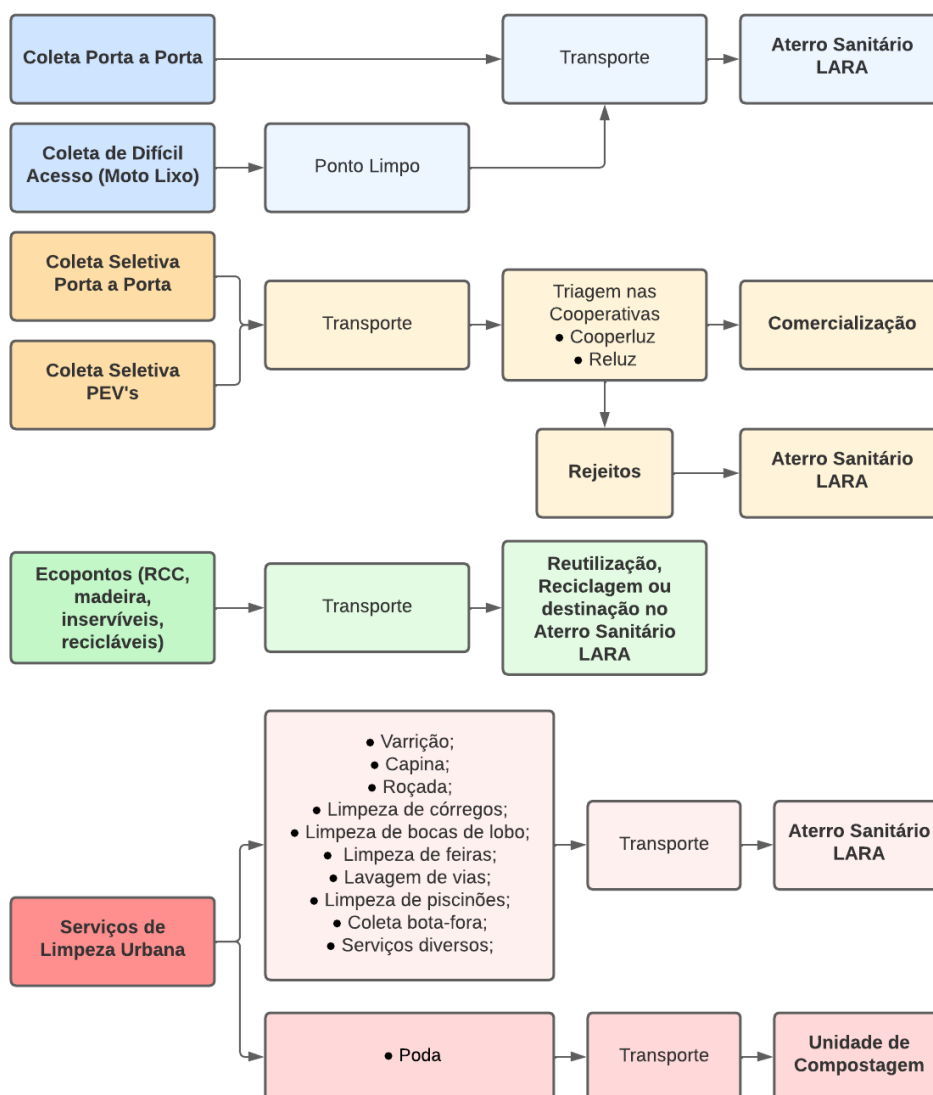 Coleta Porta a Porta
Transporte
Aterro Sanitário
LARA
Coleta de Difícil
Acesso (Moto Lixo)
Ponto Limpo
Coleta Seletiva
Porta a Porta
Coleta Seletiva
PEV's
Transporte
Triagem nas
Cooperativas
● Cooperluz
● Reluz
Comercialização
Rejeitos
Aterro Sanitário
LARA
Ecopontos (RCC,
madeira,
inservíveis,
recicláveis)
Transporte
Reutilização,
Reciclagem ou
destinação no
Aterro Sanitário
LARA
Serviços de
Limpeza Urbana
● Varrição;
● Capina;
● Roçada;
● Limpeza de córregos;
● Limpeza de bocas de lobo;
● Limpeza de feiras;
● Lavagem de vias;
● Limpeza de piscinões;
● Coleta bota-fora;
● Serviços diversos;
Transporte
Aterro Sanitário
LARA
● Poda
Transporte
Unidade de
Compostagem